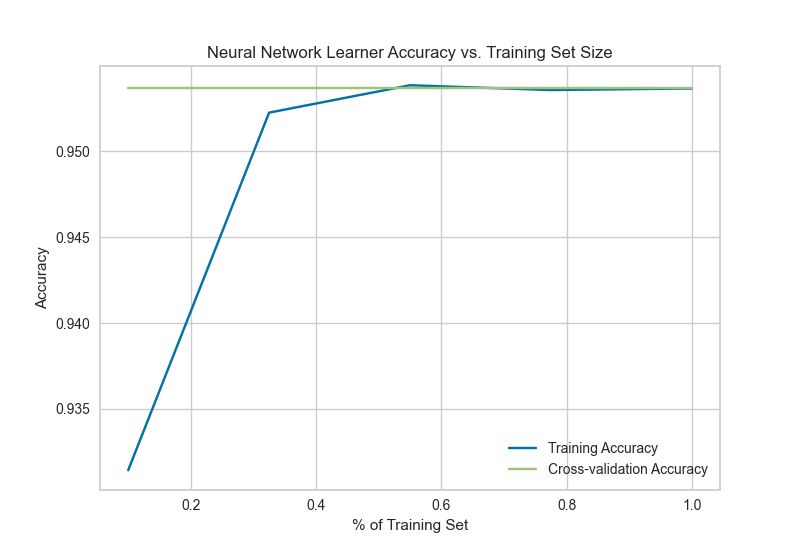 Neural Network Learner Accuracy vs. Training Set Size
Accuracy
0.950
0.945
0.940
0.935
Training Accuracy
Cross-validation Accuracy
0.2 0.4 0.6 0.8 1.0
% of Training Set